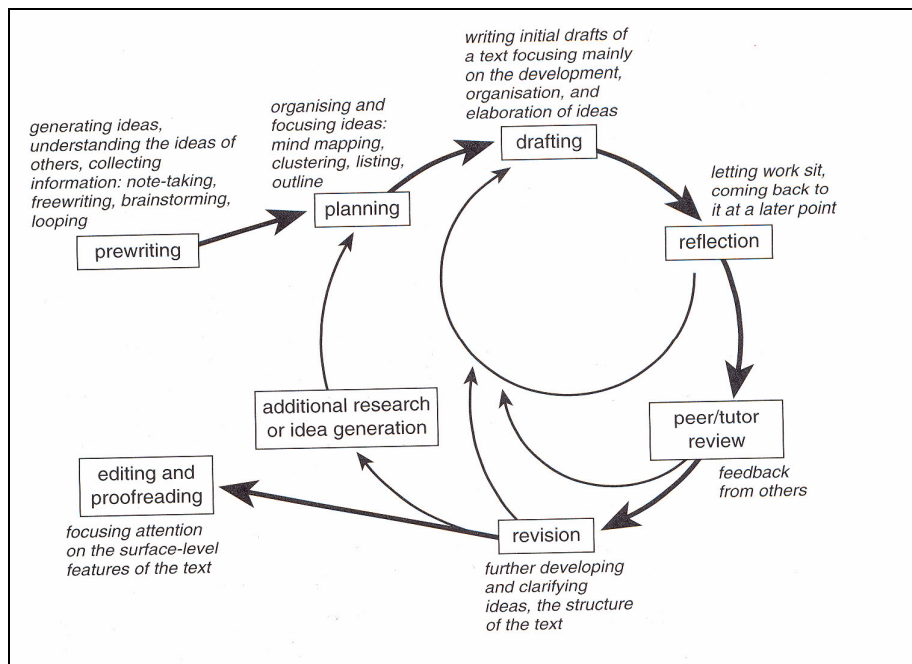 generating ideas,
understanding the ideas of
others, collecting
information: note-taking,
freewriting, brainstorming,
looping
prewriting
organising and
focusing ideas:
mind mapping,
clustering, listing,
outline
planning
writing initial drafts of
a text focusing mainly
on the development,
organisation, and
elaboration of ideas
drafting
letting work sit,
coming back to
it at a later point
reflection
peer/tutor
review
feedback
from others
revision
further developing
and clarifying
ideas, the structure
of the text
additional research
or idea generation
editing and
proofreading
focusing attention
on the surface-level
features of the text